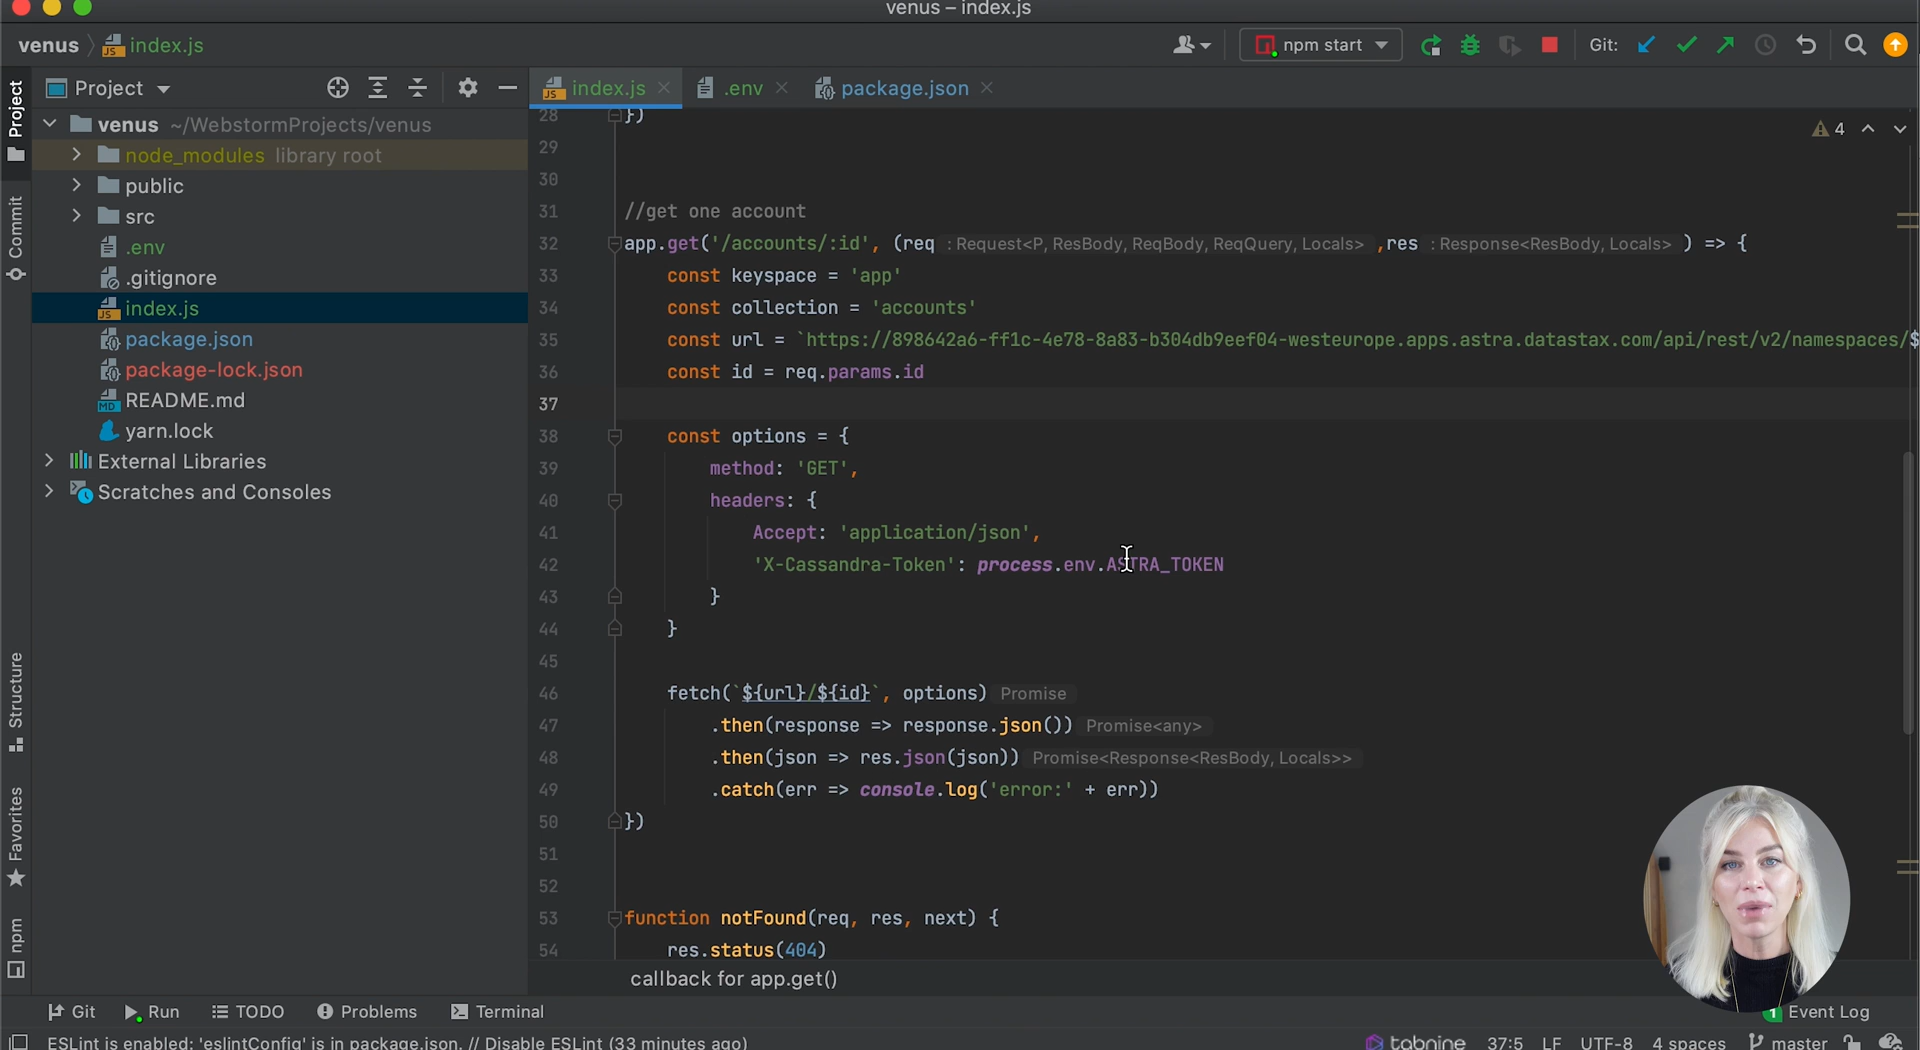 venus – index.js
venus index.js
npm start
Git:
Project
index.js
.env
package.json
Project
Commit
Structure
Favorites
npm
venus ~/WebstormProjects/venus
node_modules library root
public
src
.env
.gitignore
index.js
package.json
package-lock.json
README.md
yarn.lock
External Libraries
Scratches and Consoles
4
28 })
29
30
31 //get one account
32 app.get('/accounts/:id', (req : Request<P, ResBody, ReqBody, ReqQuery, Locals> ,res : Response<ResBody, Locals> ) => {
33 const keyspace = 'app'
34 const collection = 'accounts'
35 const url = `https://898642a6-ff1c-4e78-8a83-b304db9eef04-westeurope.apps.astra.datastax.com/api/rest/v2/namespaces/$
36 const id = req.params.id
37
38 const options = {
39 method: 'GET',
40 headers: {
41 Accept: 'application/json',
42 'X-Cassandra-Token': process.env.ASTRA_TOKEN
43 }
44 }
45
46 fetch(`${url}/${id}`, options) Promise
47 .then(response => response.json()) Promise<any>
48 .then(json => res.json(json)) Promise<Response<ResBody, Locals>>
49 .catch(err => console.log('error:' + err))
50 })
51
52
53 function notFound(req, res, next) {
54 res.status(404)
callback for app.get()
Git Run TODO Problems Terminal
1 Event Log
ESLint is enabled: 'eslintConfig' is in package.json. // Disable ESLint (33 minutes ago)
tabnine 37:5 LF UTF-8 4 spaces master